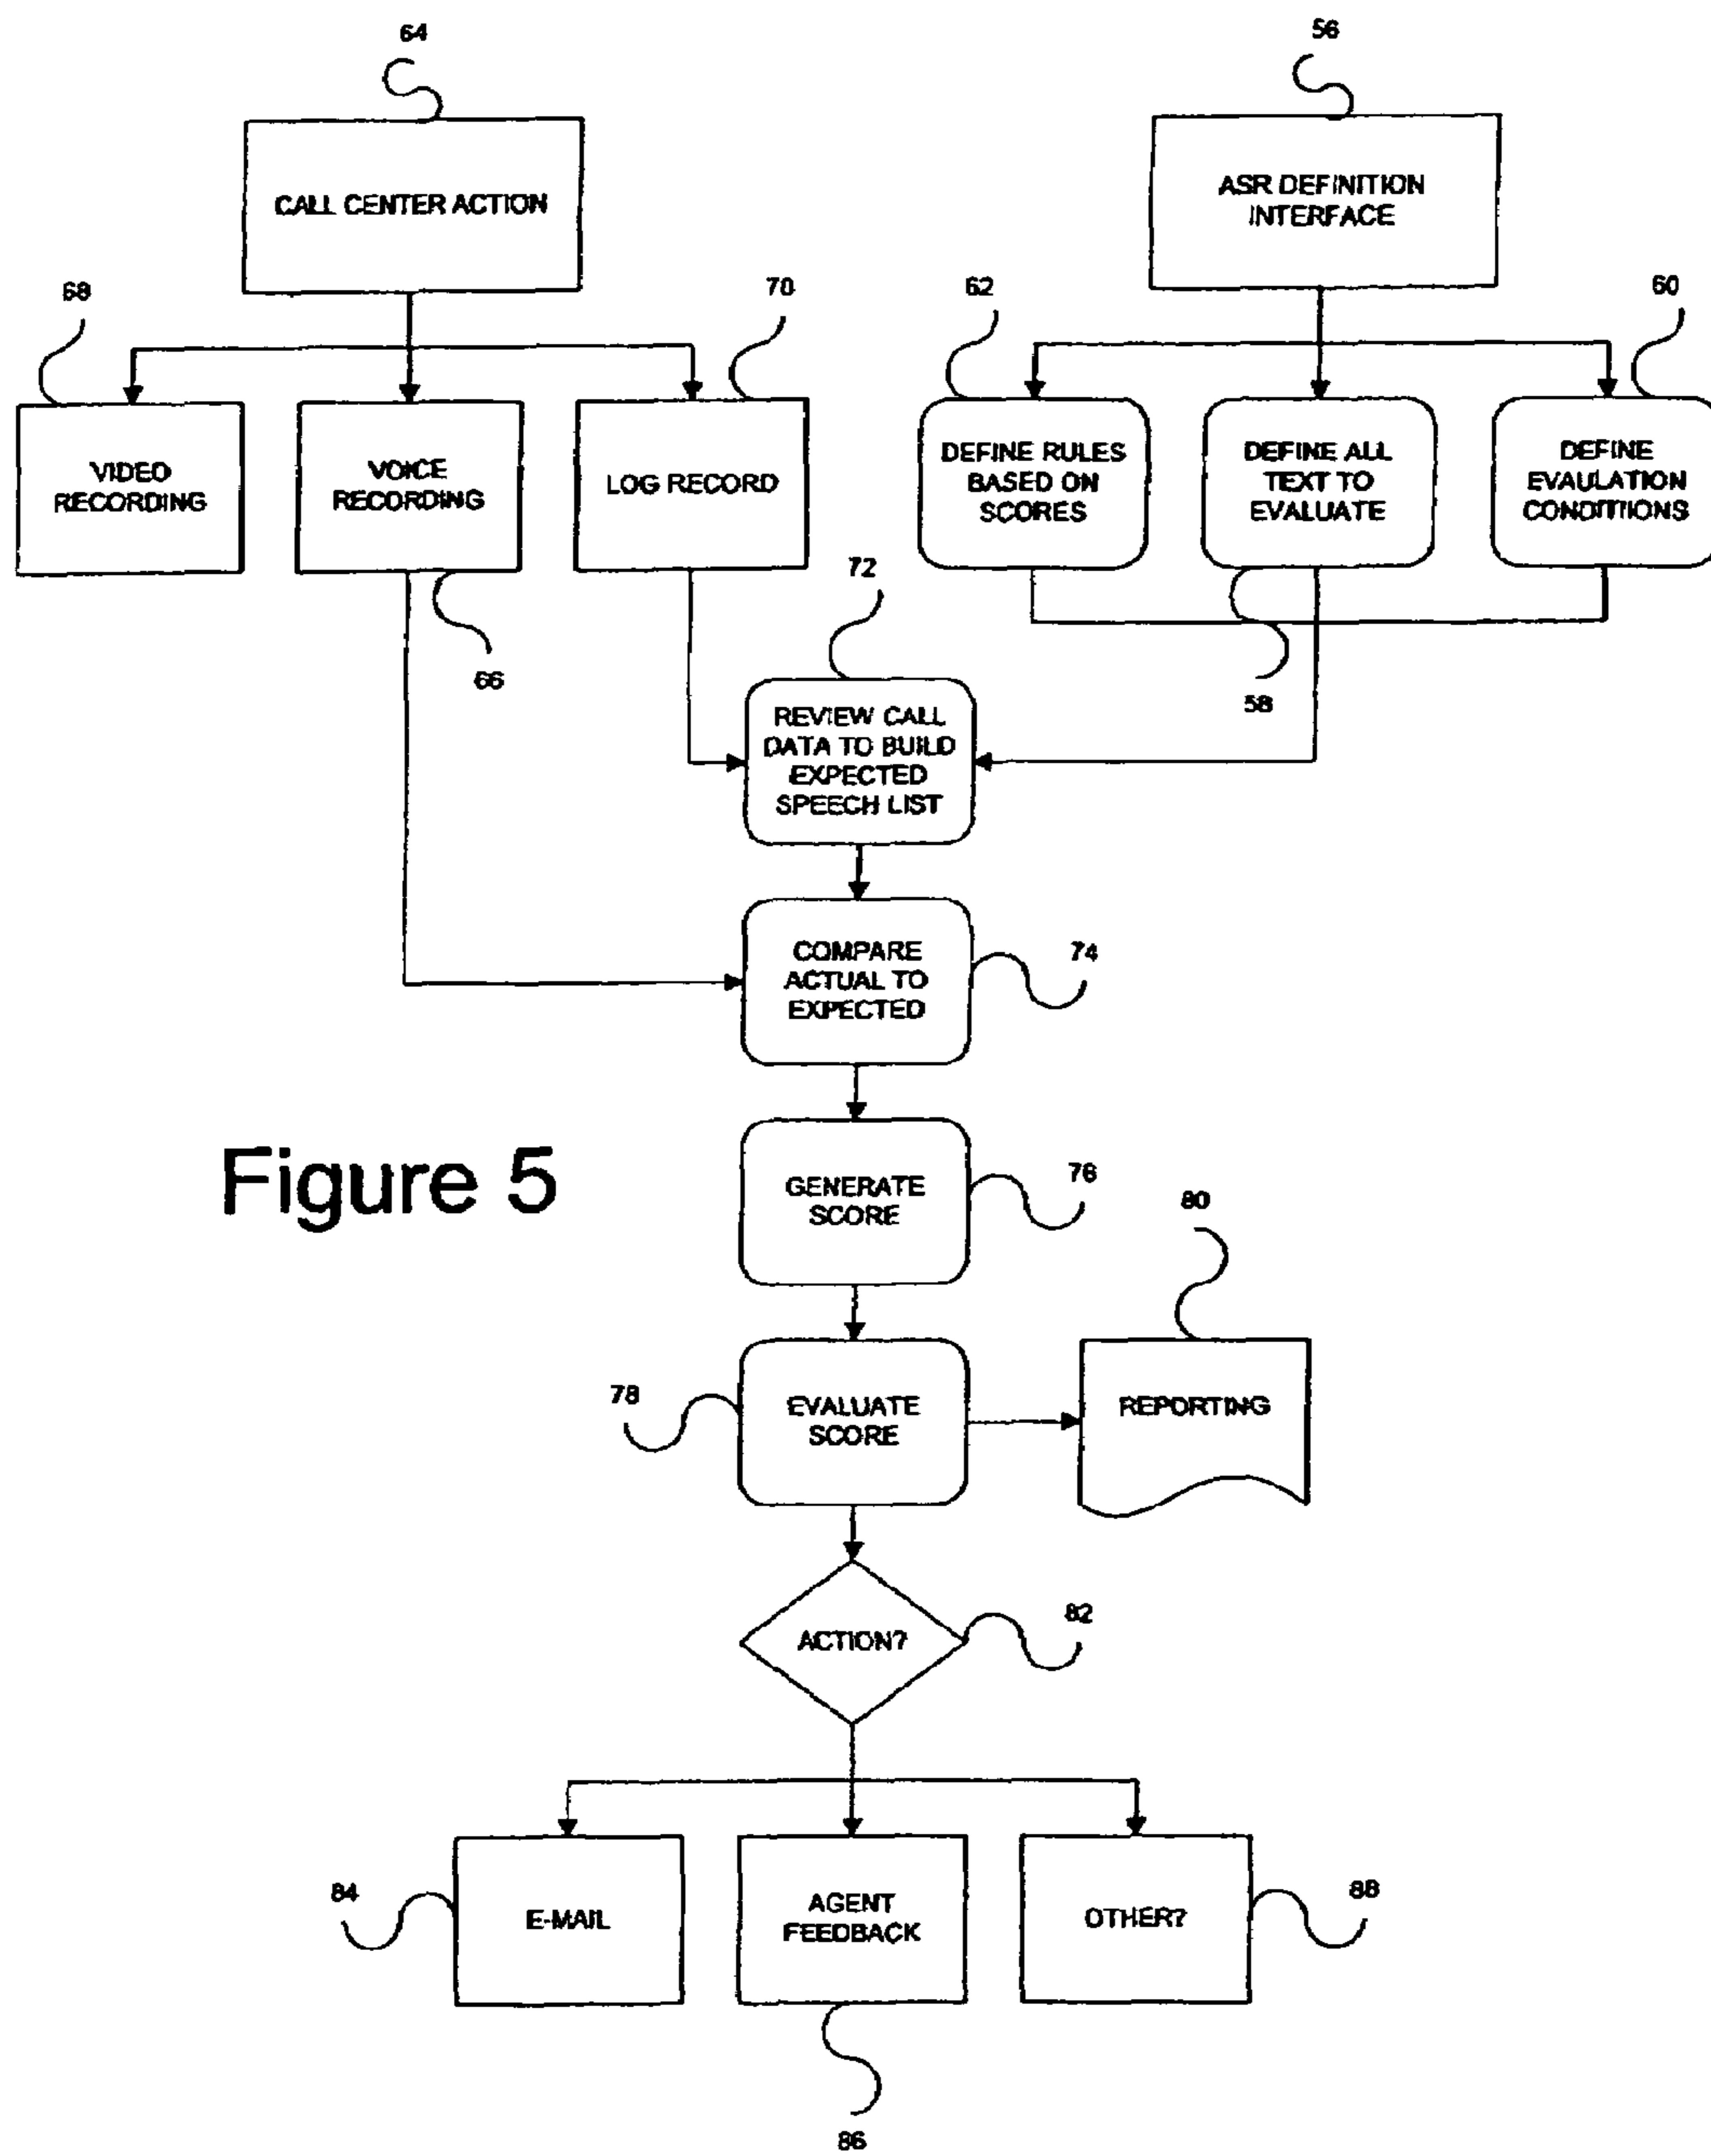 64
56
CALL CENTER ACTION
ASR DEFINITION
INTERFACE
68
70
62
60
VIDEO
RECORDING
VOICE
RECORDING
LOG RECORD
DEFINE RULES
BASED ON
SCORES
DEFINE ALL
TEXT TO
EVALUATE
DEFINE
EVAULATION
CONDITIONS
72
66
58
REVIEW CALL
DATA TO BUILD
EXPECTED
SPEECH LIST
COMPARE
ACTUAL TO
EXPECTED
74
Figure 5
GENERATE
SCORE
76
80
78
EVALUATE
SCORE
REPORTING
ACTION?
82
84
E-MAIL
AGENT
FEEDBACK
OTHER?
88
86